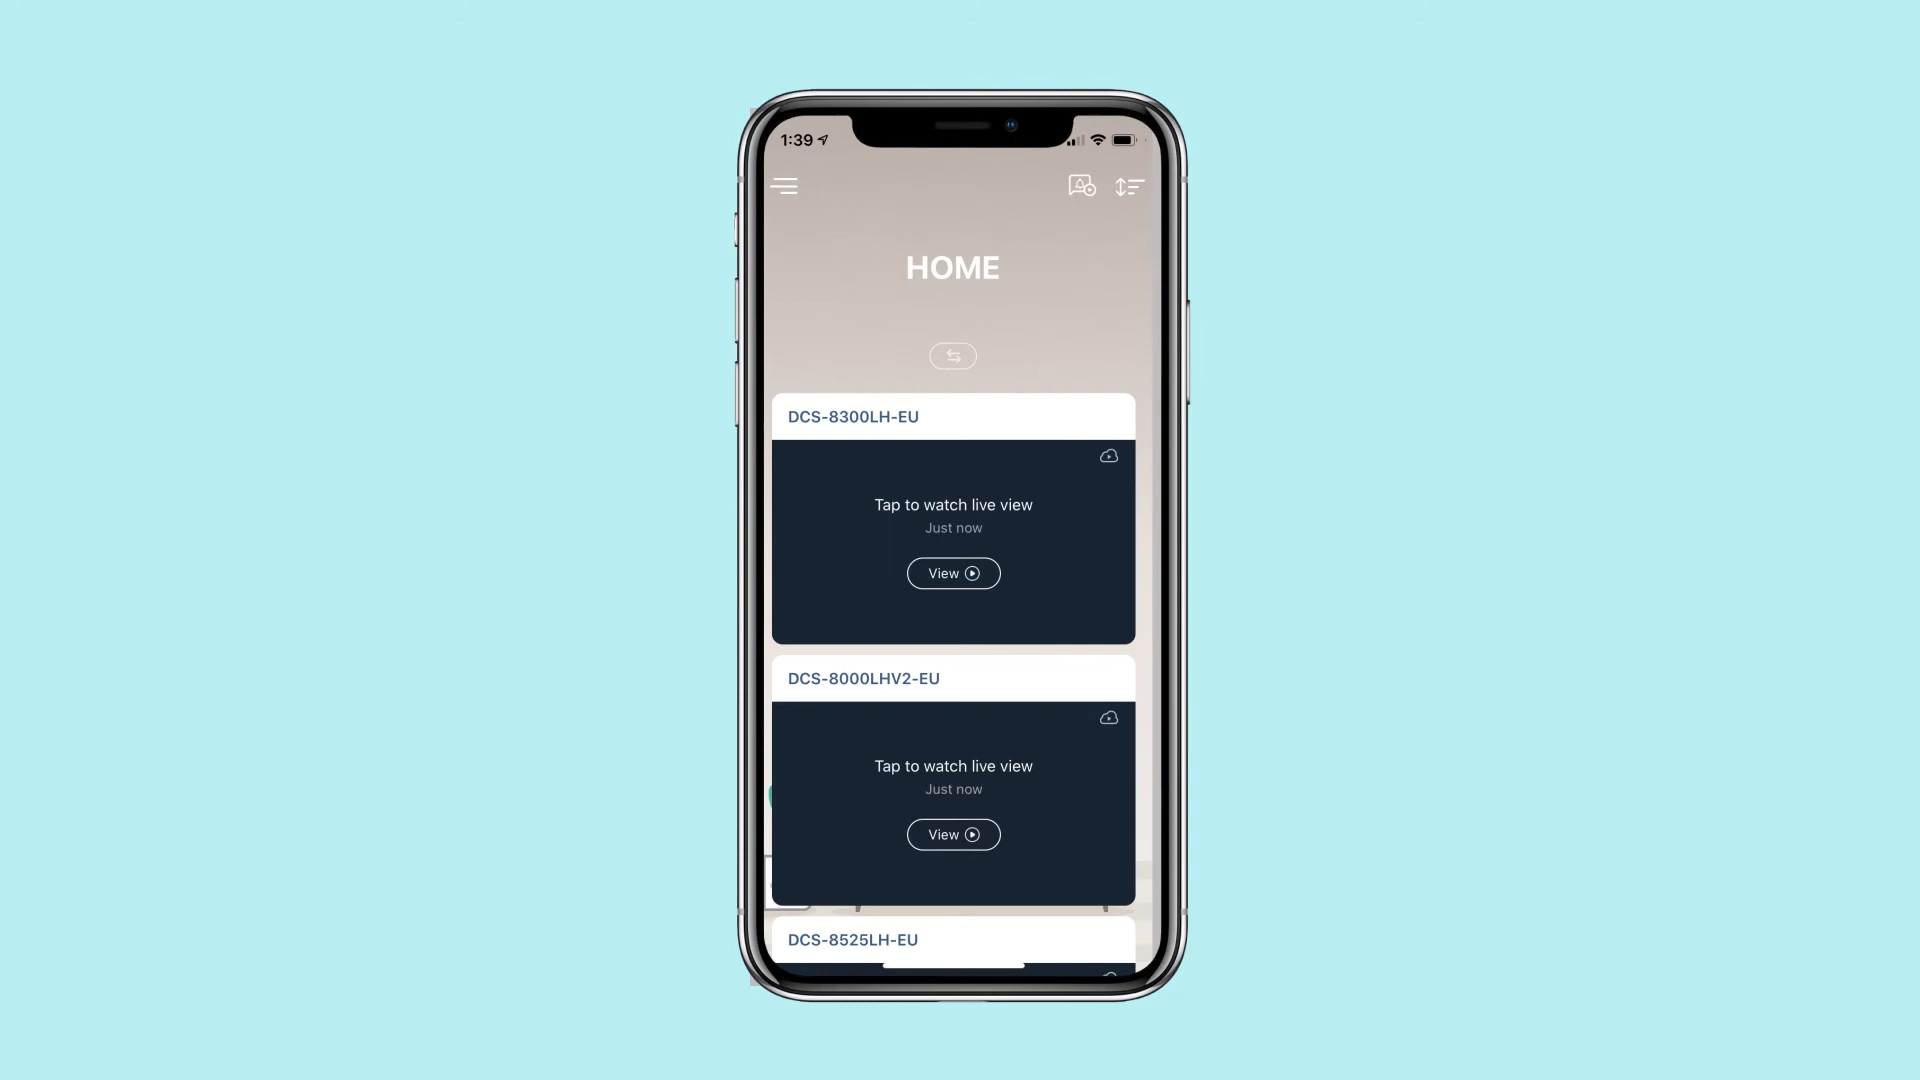 1:39
HOME
DCS-8300LH-EU
Tap to watch live view
Just now
View
DCS-8000LHV2-EU
Tap to watch live view
Just now
View
DCS-8525LH-EU